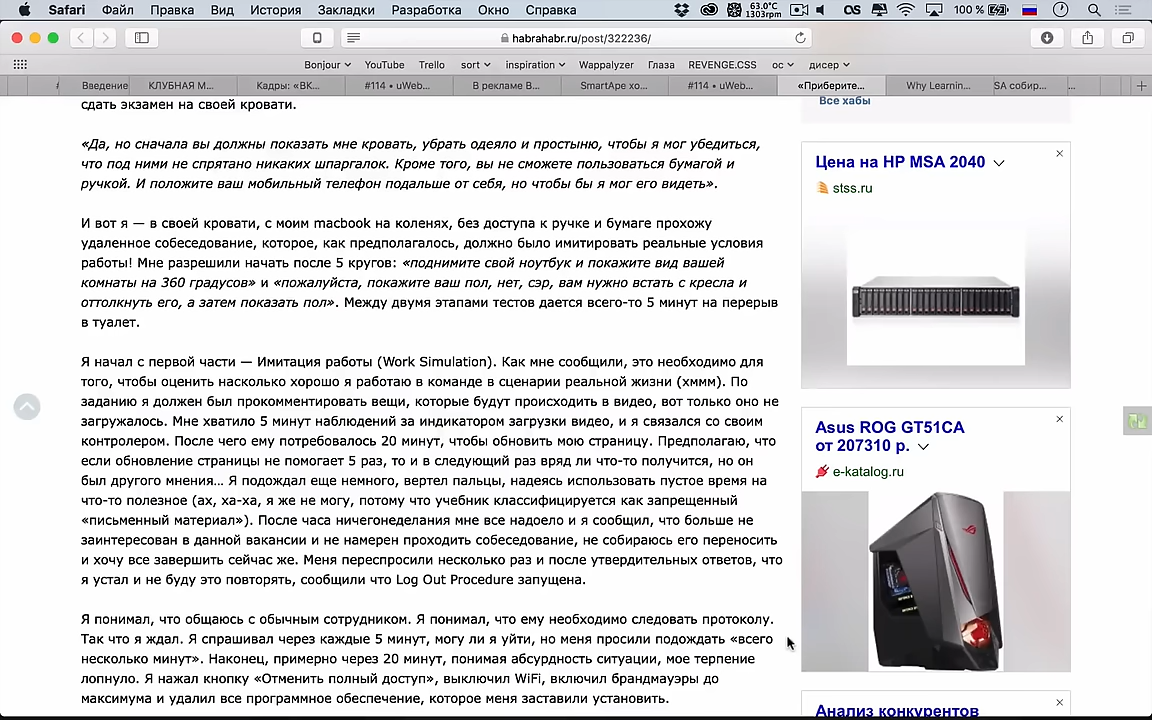 Safari Файл Правка Вид История Закладки Разработка Окно Справка
63.0°C
1303rpm
100 %
habrahabr.ru/post/322236/
Bonjour YouTube Trello sort inspiration Wappalyzer Глаза REVENGE.CSS ос дисер
Введение КЛУБНАЯ М... Кадры: «ВК... #114 • uWeb... В рекламе В... SmartApe хо... #114 • uWeb... «Приберите... Why Learnin... SA собир...
сдать экзамен на своей кровати.
«Да, но сначала вы должны показать мне кровать, убрать одеяло и простыню, чтобы я мог убедиться,
что под ними не спрятано никаких шпаргалок. Кроме того, вы не сможете пользоваться бумагой и
ручкой. И положите ваш мобильный телефон подальше от себя, но чтобы бы я мог его видеть».
И вот я — в своей кровати, с моим macbook на коленях, без доступа к ручке и бумаге прохожу
удаленное собеседование, которое, как предполагалось, должно было имитировать реальные условия
работы! Мне разрешили начать после 5 кругов: «поднимите свой ноутбук и покажите вид вашей
комнаты на 360 градусов» и «пожалуйста, покажите ваш пол, нет, сэр, вам нужно встать с кресла и
оттолкнуть его, а затем показать пол». Между двумя этапами тестов дается всего-то 5 минут на перерыв
в туалет.
Я начал с первой части — Имитация работы (Work Simulation). Как мне сообщили, это необходимо для
того, чтобы оценить насколько хорошо я работаю в команде в сценарии реальной жизни (хммм). По
заданию я должен был прокомментировать вещи, которые будут происходить в видео, вот только оно не
загружалось. Мне хватило 5 минут наблюдений за индикатором загрузки видео, и я связался со своим
контролером. После чего ему потребовалось 20 минут, чтобы обновить мою страницу. Предполагаю, что
если обновление страницы не помогает 5 раз, то и в следующий раз вряд ли что-то получится, но он
был другого мнения... Я подождал еще немного, вертел пальцы, надеясь использовать пустое время на
что-то полезное (ах, ха-ха, я же не могу, потому что учебник классифицируется как запрещенный
«письменный материал»). После часа ничегонеделания мне все надоело и я сообщил, что больше не
заинтересован в данной вакансии и не намерен проходить собеседование, не собираюсь его переносить
и хочу все завершить сейчас же. Меня переспросили несколько раз и после утвердительных ответов, что
я устал и не буду это повторять, сообщили что Log Out Procedure запущена.
Я понимал, что общаюсь с обычным сотрудником. Я понимал, что ему необходимо следовать протоколу.
Так что я ждал. Я спрашивал через каждые 5 минут, могу ли я уйти, но меня просили подождать «всего
несколько минут». Наконец, примерно через 20 минут, понимая абсурдность ситуации, мое терпение
лопнуло. Я нажал кнопку «Отменить полный доступ», выключил WiFi, включил брандмауэры до
максимума и удалил все программное обеспечение, которое меня заставили установить.
Все хабы
Цена на HP MSA 2040
stss.ru
Asus ROG GT51CA
от 207310 р.
e-katalog.ru
Анализ конкурентов